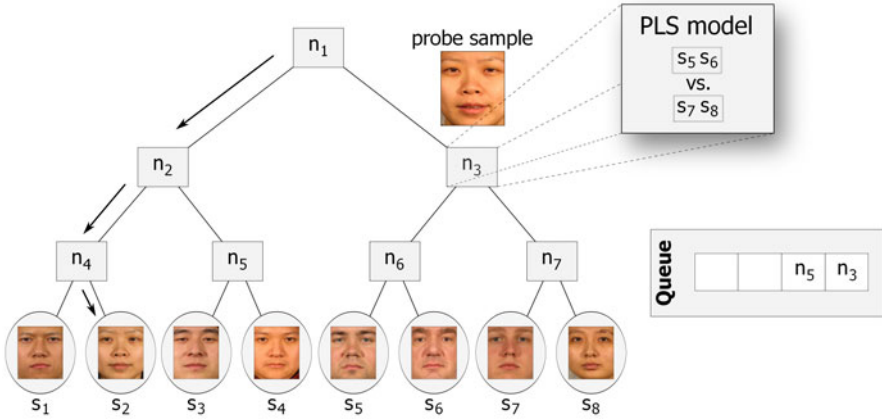 n1
probe sample
PLS model
s5 s6
vs.
s7 s8
n2
n3
n4
n5
n6
n7
Queue
n5
n3
s1
s2
s3
s4
s5
s6
s7
s8